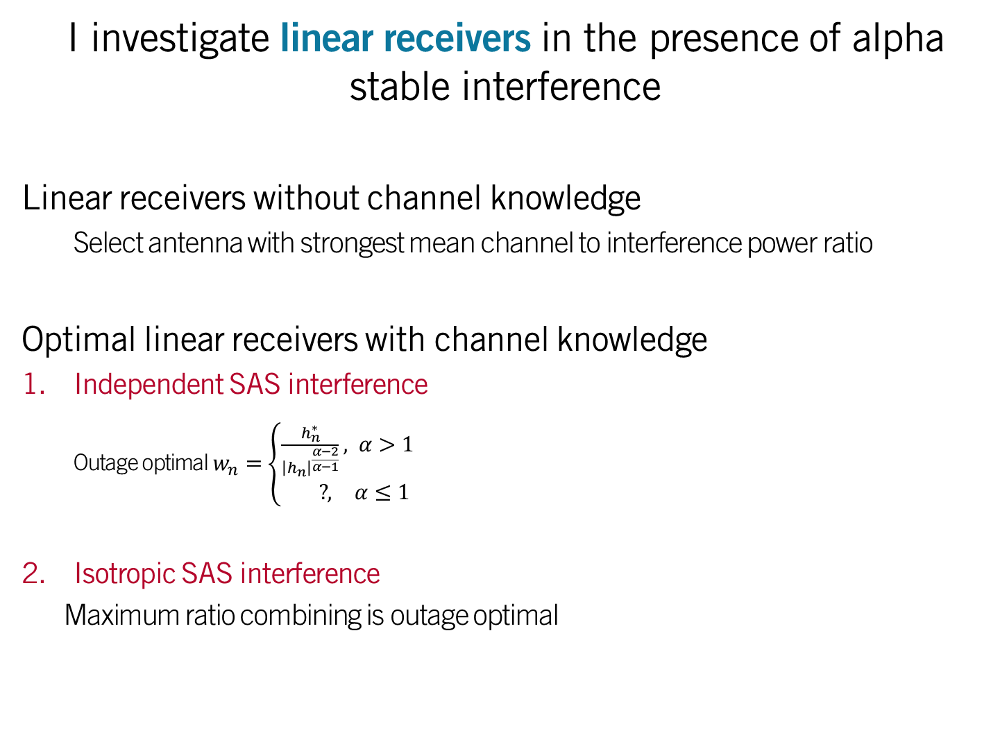 I investigate linear receivers in the presence of alpha
stable interference
Linear receivers without channel knowledge
Select antenna with strongest mean channel to interference power ratio
Optimal linear receivers with channel knowledge
1. Independent SAS interference
Outage optimal $w_n = \begin{cases} \frac{h_n^*}{|h_n|^{\frac{\alpha-2}{\alpha-1}}}, & \alpha > 1 \\ ?, & \alpha \leq 1 \end{cases}$
2. Isotropic SAS interference
Maximum ratio combining is outage optimal